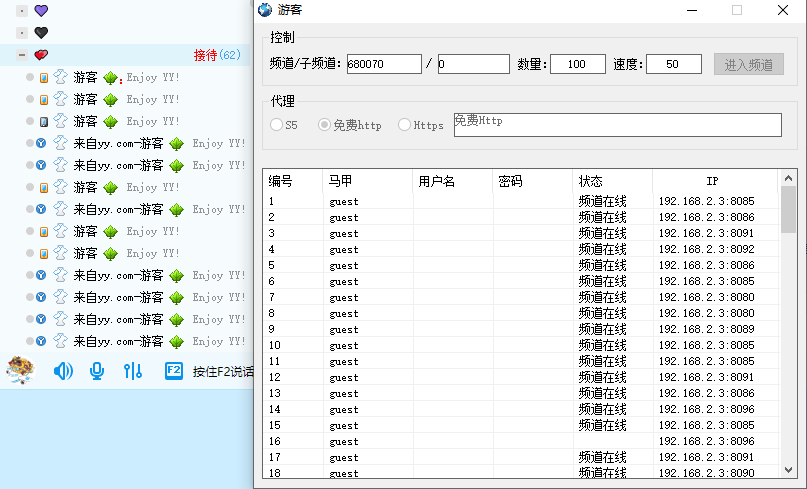 接待(62)
游客 Enjoy YY!
游客 Enjoy YY!
游客 Enjoy YY!
来自yy.com-游客 Enjoy YY!
来自yy.com-游客 Enjoy YY!
游客 Enjoy YY!
来自yy.com-游客 Enjoy YY!
游客 Enjoy YY!
游客 Enjoy YY!
来自yy.com-游客 Enjoy YY!
来自yy.com-游客 Enjoy YY!
来自yy.com-游客 Enjoy YY!
来自yy.com-游客 Enjoy YY!
F2 按住F2说话
游客
控制
频道/子频道: 680070 / 0 数量: 100 速度: 50 进入频道
代理
S5 免费http Https 免费Http
编号 马甲 用户名 密码 状态 IP
1 guest 频道在线 192.168.2.3:8085
2 guest 频道在线 192.168.2.3:8086
3 guest 频道在线 192.168.2.3:8091
4 guest 频道在线 192.168.2.3:8092
5 guest 频道在线 192.168.2.3:8086
6 guest 频道在线 192.168.2.3:8085
7 guest 频道在线 192.168.2.3:8080
8 guest 频道在线 192.168.2.3:8080
9 guest 频道在线 192.168.2.3:8089
10 guest 频道在线 192.168.2.3:8085
11 guest 频道在线 192.168.2.3:8085
12 guest 频道在线 192.168.2.3:8091
13 guest 频道在线 192.168.2.3:8086
14 guest 频道在线 192.168.2.3:8096
15 guest 频道在线 192.168.2.3:8085
16 guest 192.168.2.3:8096
17 guest 频道在线 192.168.2.3:8091
18 guest 频道在线 192.168.2.3:8090